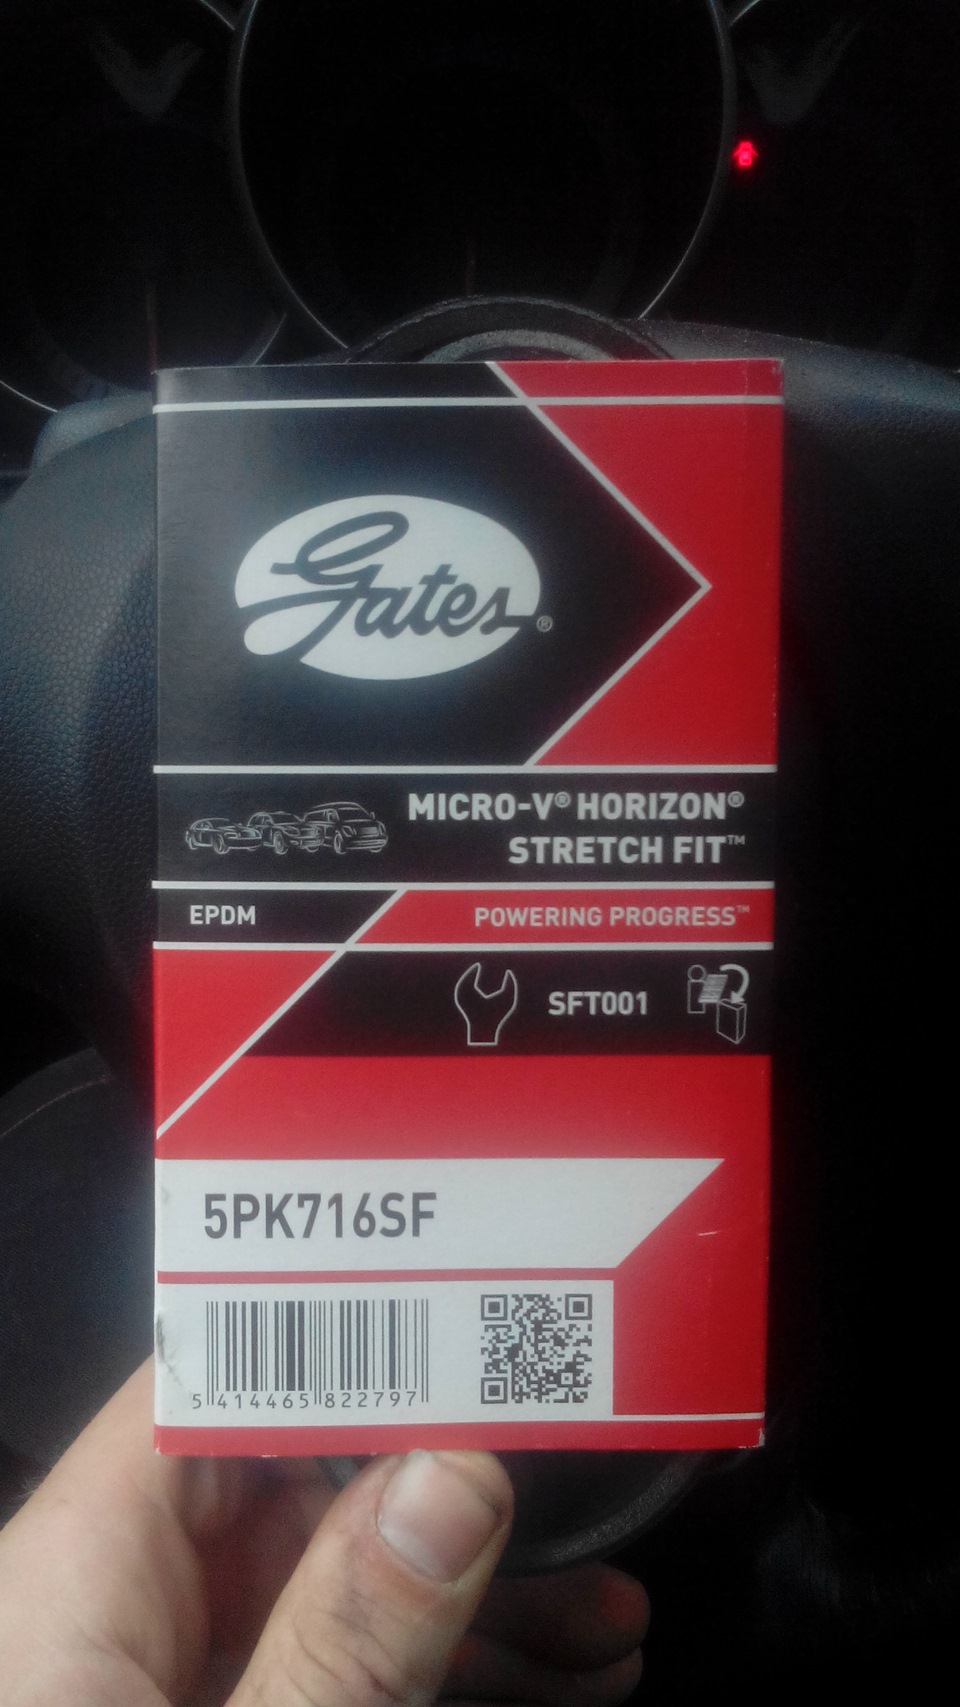 Gates®
MICRO-V® HORIZON®
STRETCH FIT™
EPDM
POWERING PROGRESS™
SFT001
5PK716SF
5 414465 822797